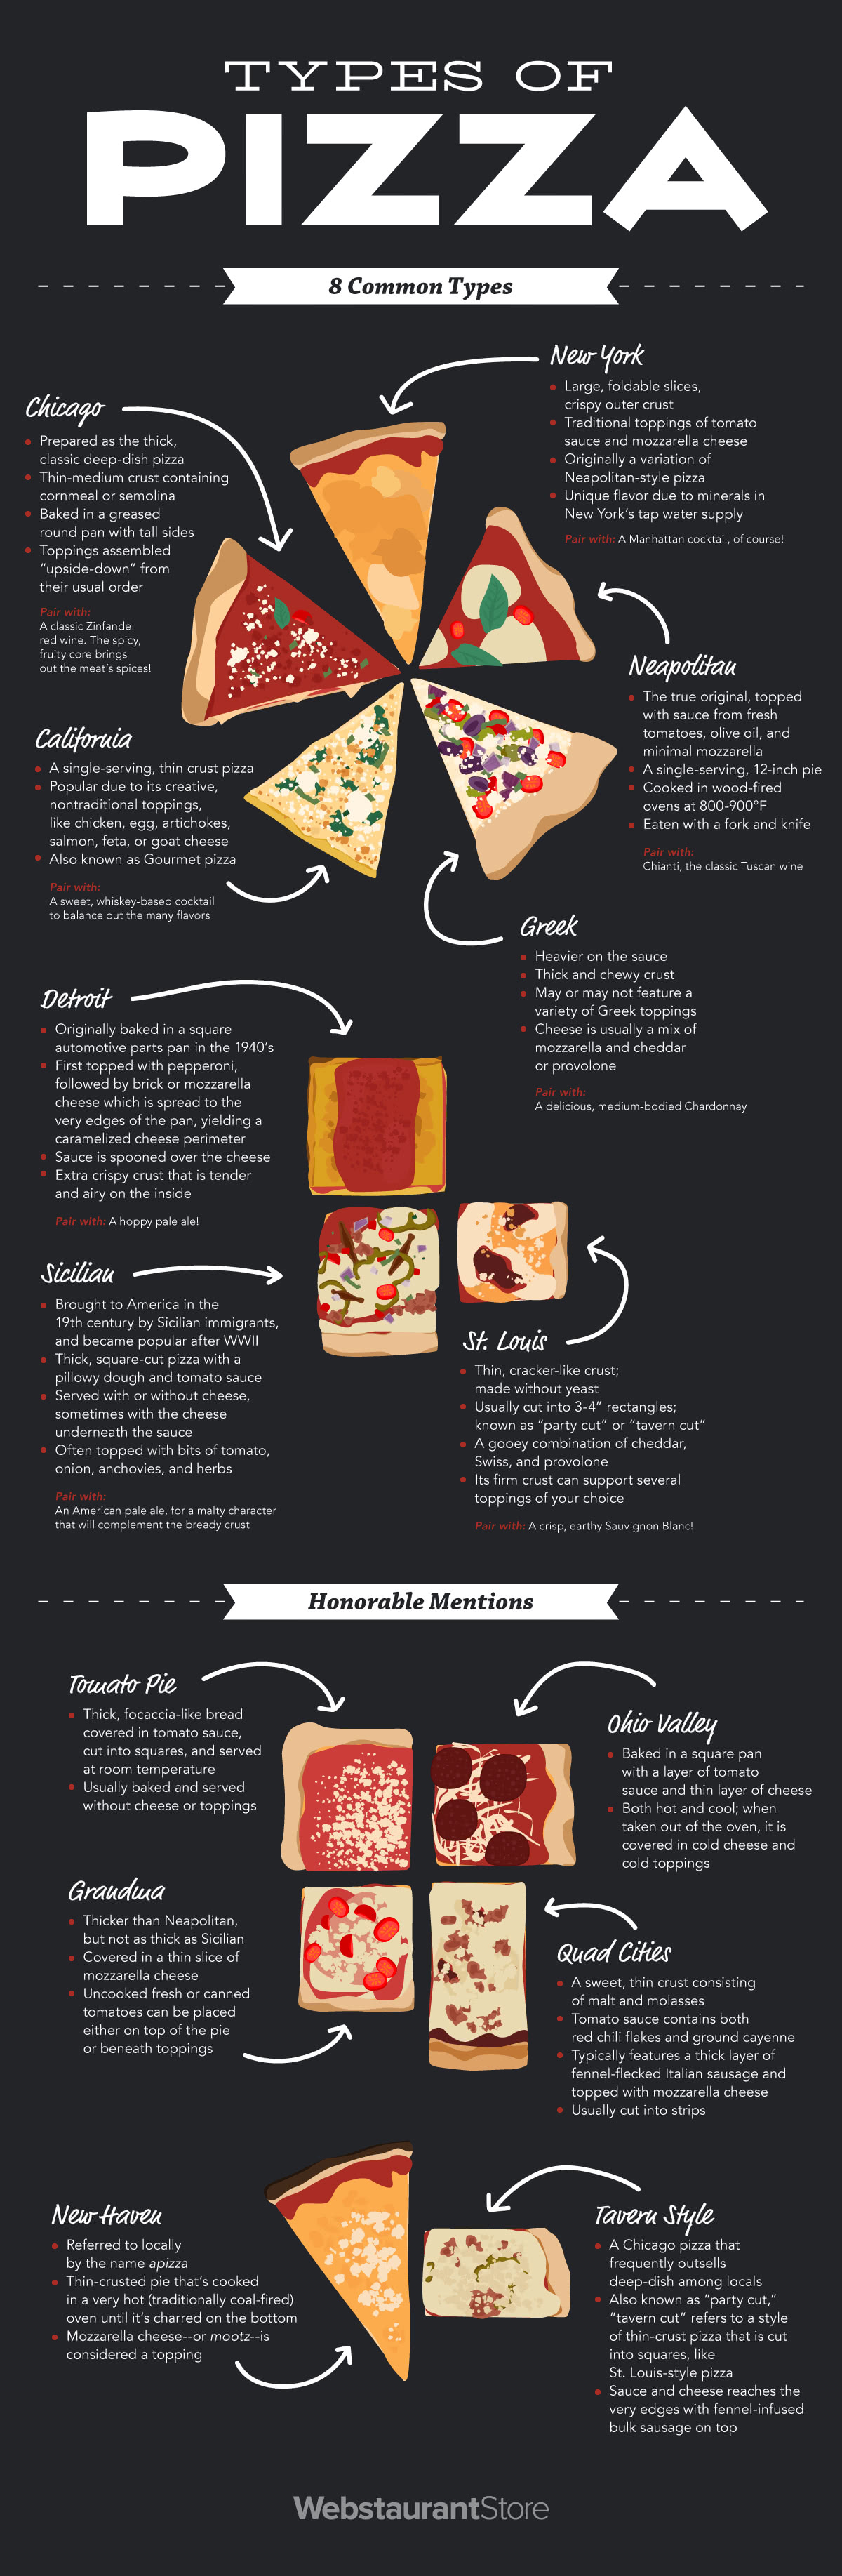 TYPES OF
PIZZA
8 Common Types
New York
Large, foldable slices,
crispy outer crust
Traditional toppings of tomato
sauce and mozzarella cheese
Originally a variation of
Neapolitan-style pizza
Unique flavor due to minerals in
New York's tap water supply
Pair with: A Manhattan cocktail, of course!
Chicago
Prepared as the thick,
classic deep-dish pizza
Thin-medium crust containing
cornmeal or semolina
Baked in a greased
round pan with tall sides
Toppings assembled
“upside-down” from
their usual order
Pair with:
A classic Zinfandel
red wine. The spicy,
fruity core brings
out the meat's spices!
Neapolitan
The true original, topped
with sauce from fresh
tomatoes, olive oil, and
minimal mozzarella
A single-serving, 12-inch pie
Cooked in wood-fired
ovens at 800-900°F
Eaten with a fork and knife
Pair with:
Chianti, the classic Tuscan wine
California
A single-serving, thin crust pizza
Popular due to its creative,
nontraditional toppings,
like chicken, egg, artichokes,
salmon, feta, or goat cheese
Also known as Gourmet pizza
Pair with:
A sweet, whiskey-based cocktail
to balance out the many flavors
Greek
Heavier on the sauce
Thick and chewy crust
May or may not feature a
variety of Greek toppings
Cheese is usually a mix of
mozzarella and cheddar
or provolone
Pair with:
A delicious, medium-bodied Chardonnay
Detroit
Originally baked in a square
automotive parts pan in the 1940's
First topped with pepperoni,
followed by brick or mozzarella
cheese which is spread to the
very edges of the pan, yielding a
caramelized cheese perimeter
Sauce is spooned over the cheese
Extra crispy crust that is tender
and airy on the inside
Pair with: A hoppy pale ale!
Sicilian
Brought to America in the
19th century by Sicilian immigrants,
and became popular after WWII
Thick, square-cut pizza with a
pillowy dough and tomato sauce
Served with or without cheese,
sometimes with the cheese
underneath the sauce
Often topped with bits of tomato,
onion, anchovies, and herbs
Pair with:
An American pale ale, for a malty character
that will complement the bready crust
St. Louis
Thin, cracker-like crust;
made without yeast
Usually cut into 3-4” rectangles;
known as “party cut” or “tavern cut”
A gooey combination of cheddar,
Swiss, and provolone
Its firm crust can support several
toppings of your choice
Pair with: A crisp, earthy Sauvignon Blanc!
Honorable Mentions
Tomato Pie
Thick, focaccia-like bread
covered in tomato sauce,
cut into squares, and served
at room temperature
Usually baked and served
without cheese or toppings
Ohio Valley
Baked in a square pan
with a layer of tomato
sauce and thin layer of cheese
Both hot and cool; when
taken out of the oven, it is
covered in cold cheese and
cold toppings
Grandma
Thicker than Neapolitan,
but not as thick as Sicilian
Covered in a thin slice of
mozzarella cheese
Uncooked fresh or canned
tomatoes can be placed
either on top of the pie
or beneath toppings
Quad Cities
A sweet, thin crust consisting
of malt and molasses
Tomato sauce contains both
red chili flakes and ground cayenne
Typically features a thick layer of
fennel-flecked Italian sausage and
topped with mozzarella cheese
Usually cut into strips
New Haven
Referred to locally
by the name apizza
Thin-crusted pie that's cooked
in a very hot (traditionally coal-fired)
oven until it's charred on the bottom
Mozzarella cheese--or mootz--is
considered a topping
Tavern Style
A Chicago pizza that
frequently outsells
deep-dish among locals
Also known as “party cut,”
“tavern cut” refers to a style
of thin-crust pizza that is cut
into squares, like
St. Louis-style pizza
Sauce and cheese reaches the
very edges with fennel-infused
bulk sausage on top
WebstaurantStore